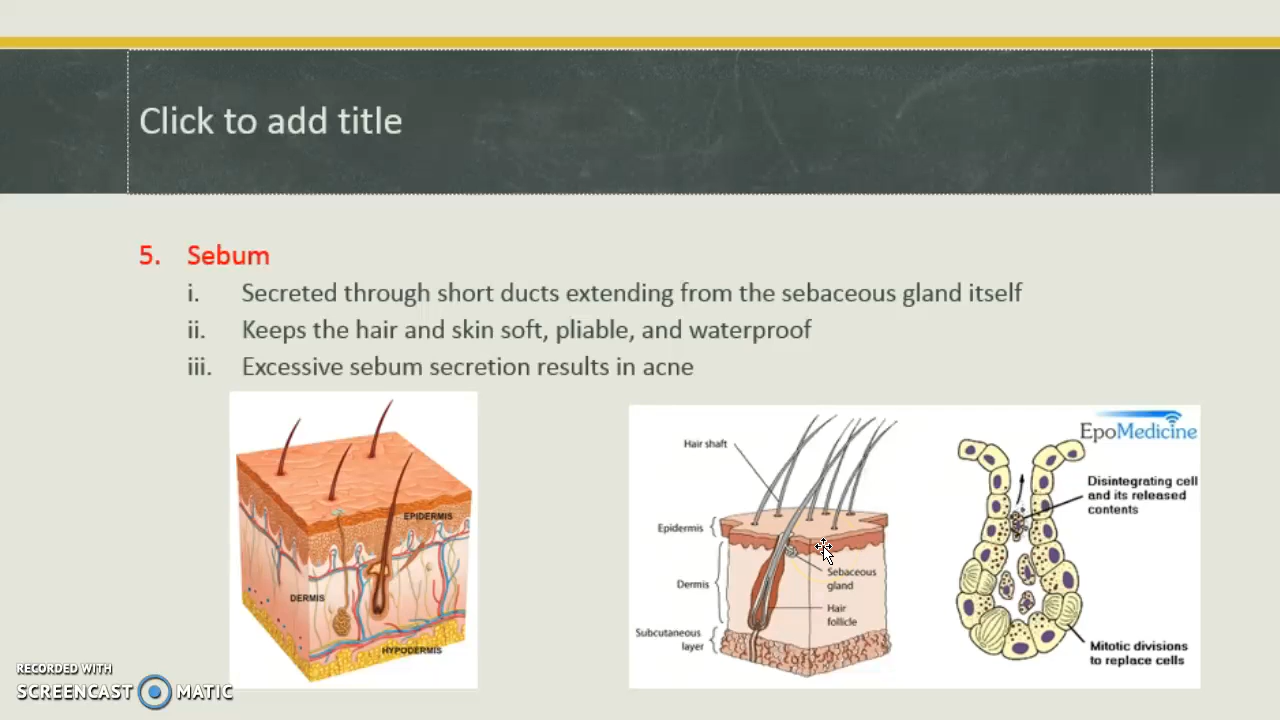 Click to add title
5. Sebum
i. Secreted through short ducts extending from the sebaceous gland itself
ii. Keeps the hair and skin soft, pliable, and waterproof
iii. Excessive sebum secretion results in acne
EPIDERMIS
DERMIS
HYPODERMIS
Hair shaft
Epidermis
Dermis
Subcutaneous
layer
Sebaceous
gland
Hair
follicle
EpoMedicine
Disintegrating cell
and its released
contents
Mitotic divisions
to replace cells
RECORDED WITH
SCREENCAST MATIC